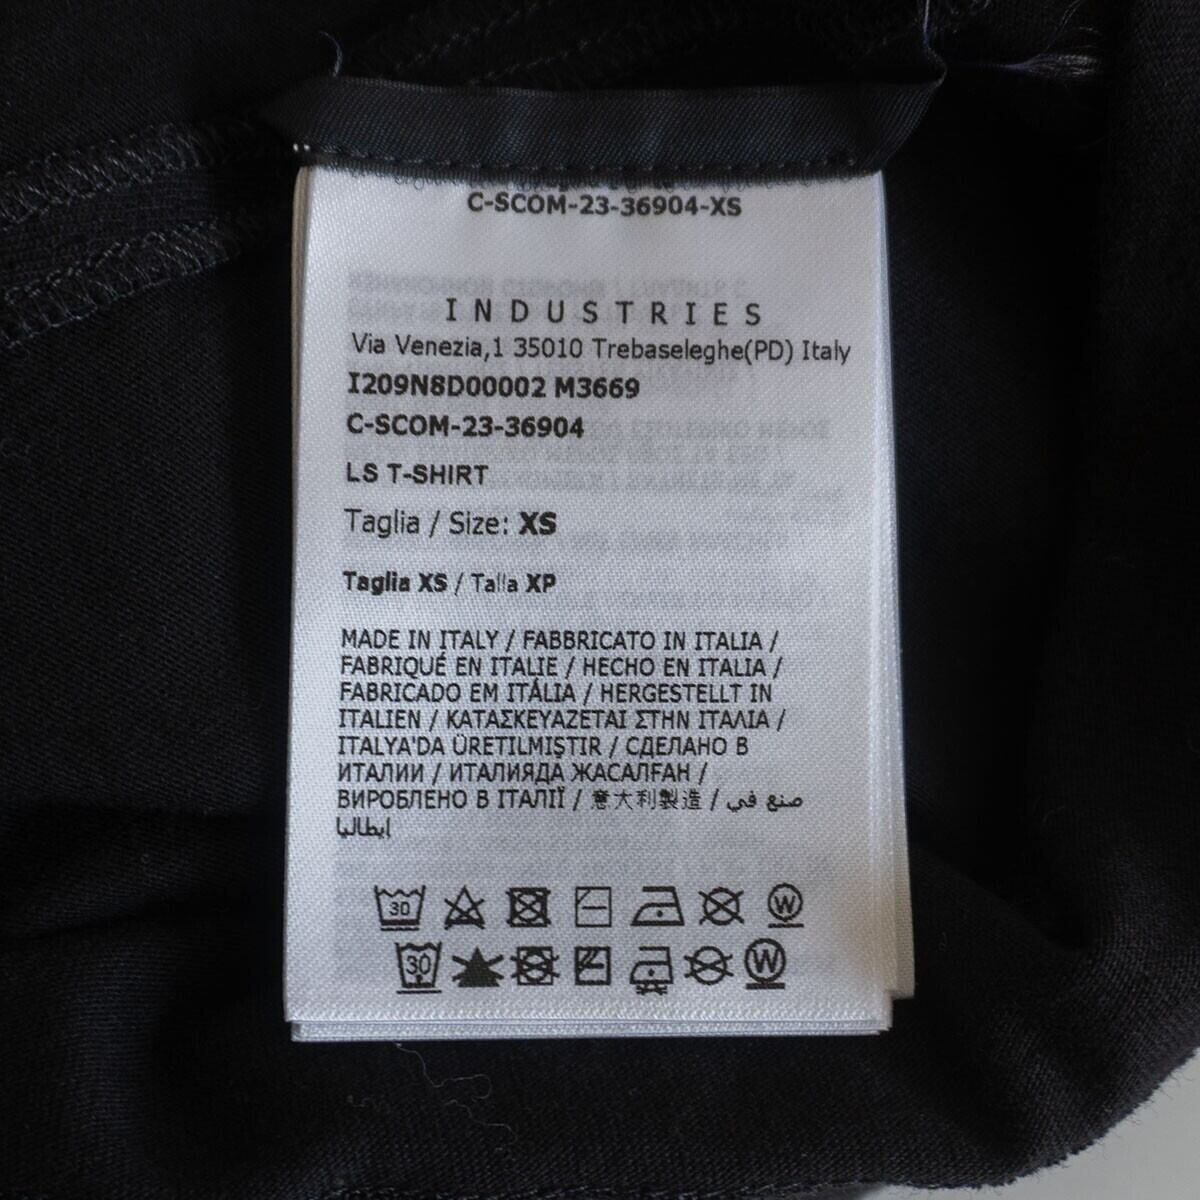 C-SCOM-23-36904-XS
INDUSTRIES
Via Venezia,1 35010 Trebaseleghe(PD) Italy
I209N8D00002 M3669
C-SCOM-23-36904
LS T-SHIRT
Taglia / Size: XS
Taglia XS / Talla XP
MADE IN ITALY / FABBRICATO IN ITALIA /
FABRIQUÉ EN ITALIE / HECHO EN ITALIA /
FABRICADO EM ITÁLIA / HERGESTELLT IN
ITALIEN / ΚΑΤΑΣΚΕΥΑΖΕΤΑΙ ΣΤΗΝ ΙΤΑΛΙΑ /
ITALYA'DA ÜRETILMIŞTIR / СДЕЛАНО В
ИТАЛИИ / ИТАЛИЯДА ЖАСАЛҒАН /
ВИРОБЛЕНО В ІТАЛІЇ / 意大利製造 / صنع في
إيطاليا
30 W
30 W